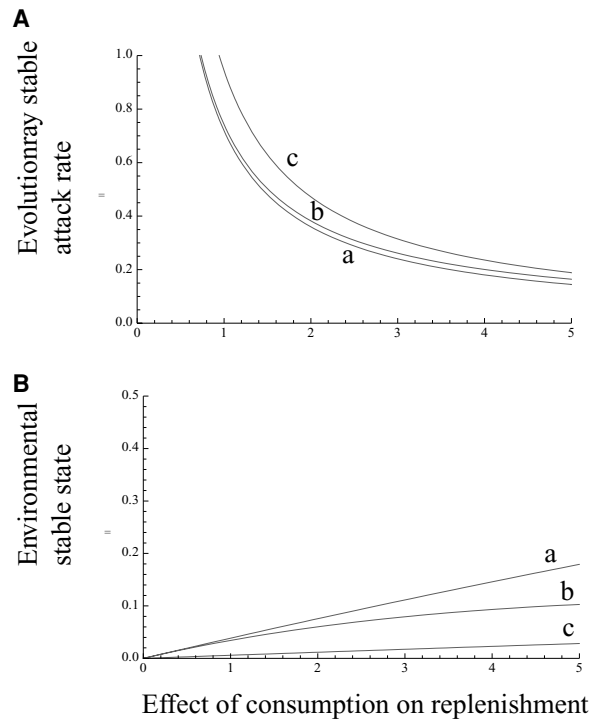 A
Evolutionray stable
attack rate
1.0
0.8
0.6
0.4
0.2
0.0
0
1
2
3
4
5
c
b
a
B
Environmental
stable state
0.5
0.4
0.3
0.2
0.1
0.0
0
1
2
3
4
5
a
b
c
Effect of consumption on replenishment